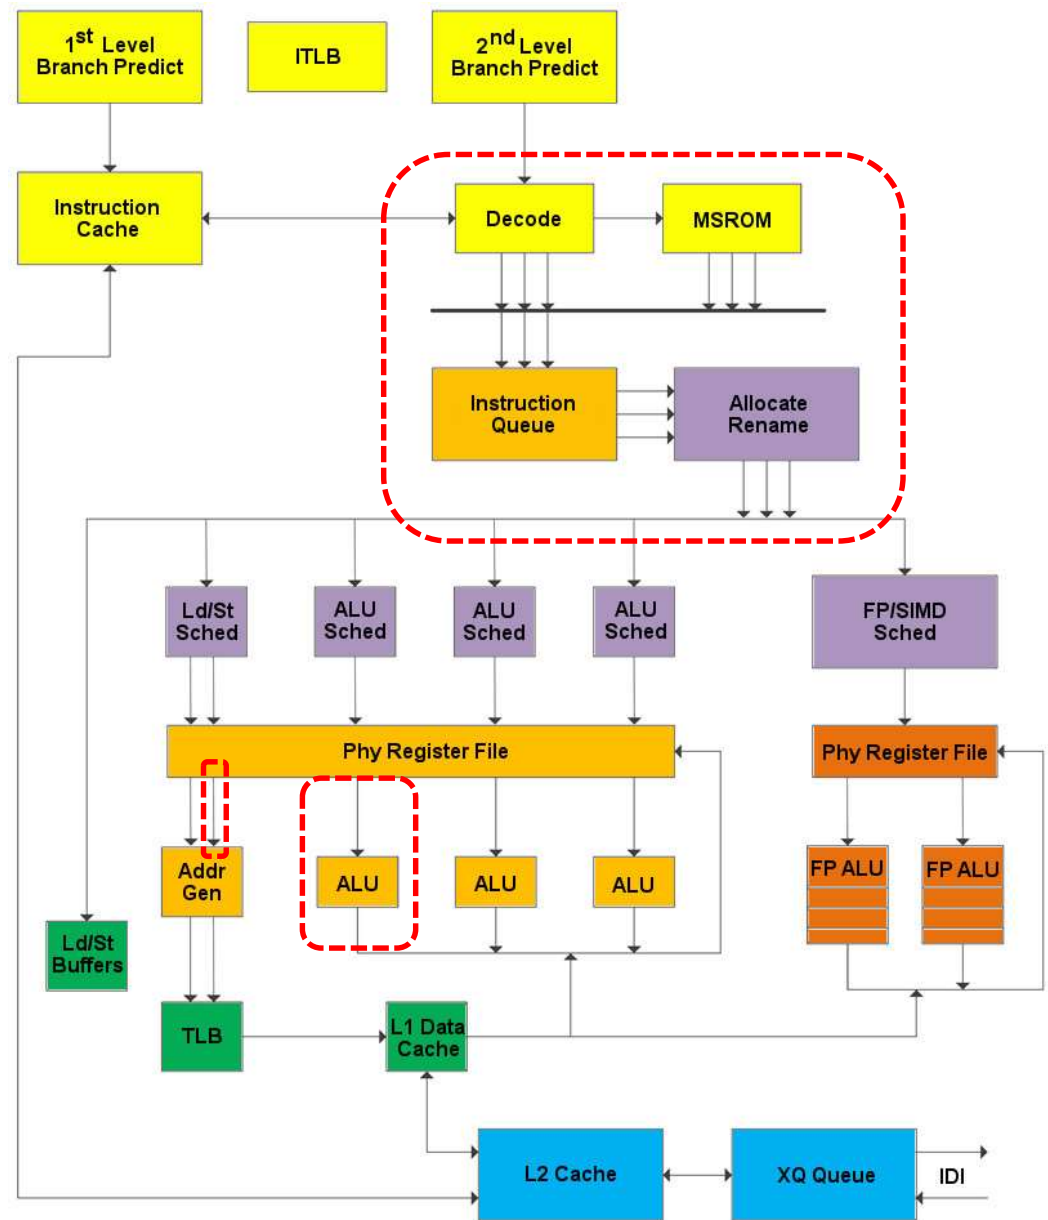 1st Level
Branch Predict
ITLB
2nd Level
Branch Predict
Instruction
Cache
Decode
MSROM
Instruction
Queue
Allocate
Rename
Ld/St
Sched
ALU
Sched
ALU
Sched
ALU
Sched
FP/SIMD
Sched
Phy Register File
Phy Register File
Addr
Gen
ALU
ALU
ALU
FP ALU
FP ALU
Ld/St
Buffers
TLB
L1 Data
Cache
L2 Cache
XQ Queue
IDI